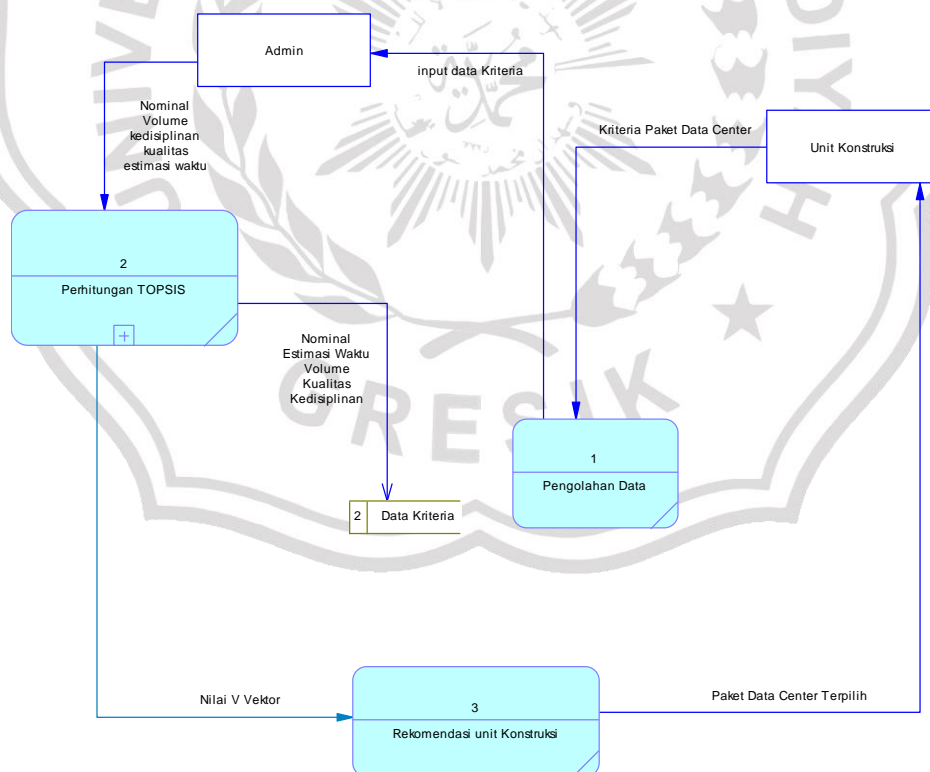 Admin
input data Kriteria
Nominal
Volume
kedisiplinan
kualitas
estimasi waktu
Kriteria Paket Data Center
Unit Konstruksi
2
Perhitungan TOPSIS
+
Nominal
Estimasi Waktu
Volume
Kualitas
Kedisiplinan
1
Pengolahan Data
2 Data Kriteria
Nilai V Vektor
3
Rekomendasi unit Konstruksi
Paket Data Center Terpilih
GRESIK